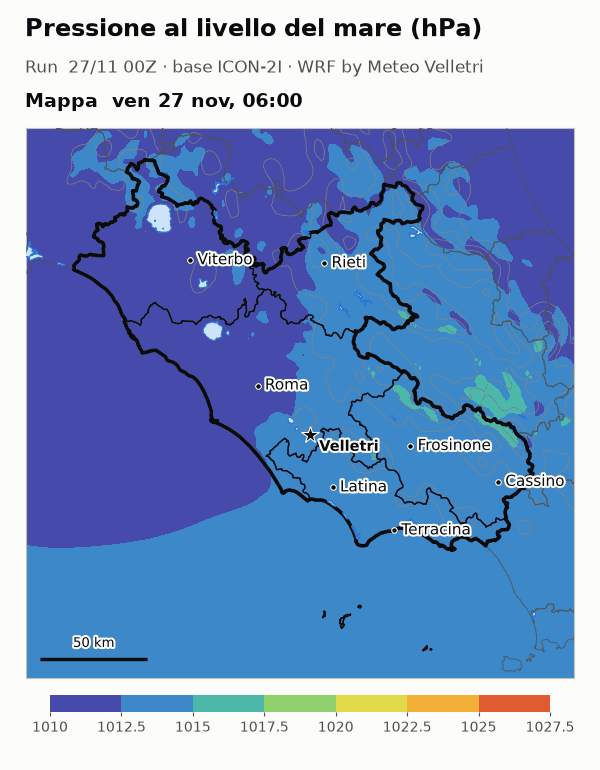 Pressione al livello del mare (hPa)
Run 27/11 00Z · base ICON-2I · WRF by Meteo Velletri
Mappa ven 27 nov, 06:00
Viterbo
Rieti
Roma
Velletri
Frosinone
Cassino
Latina
Terracina
50 km
1010 1012.5 1015 1017.5 1020 1022.5 1025 1027.5